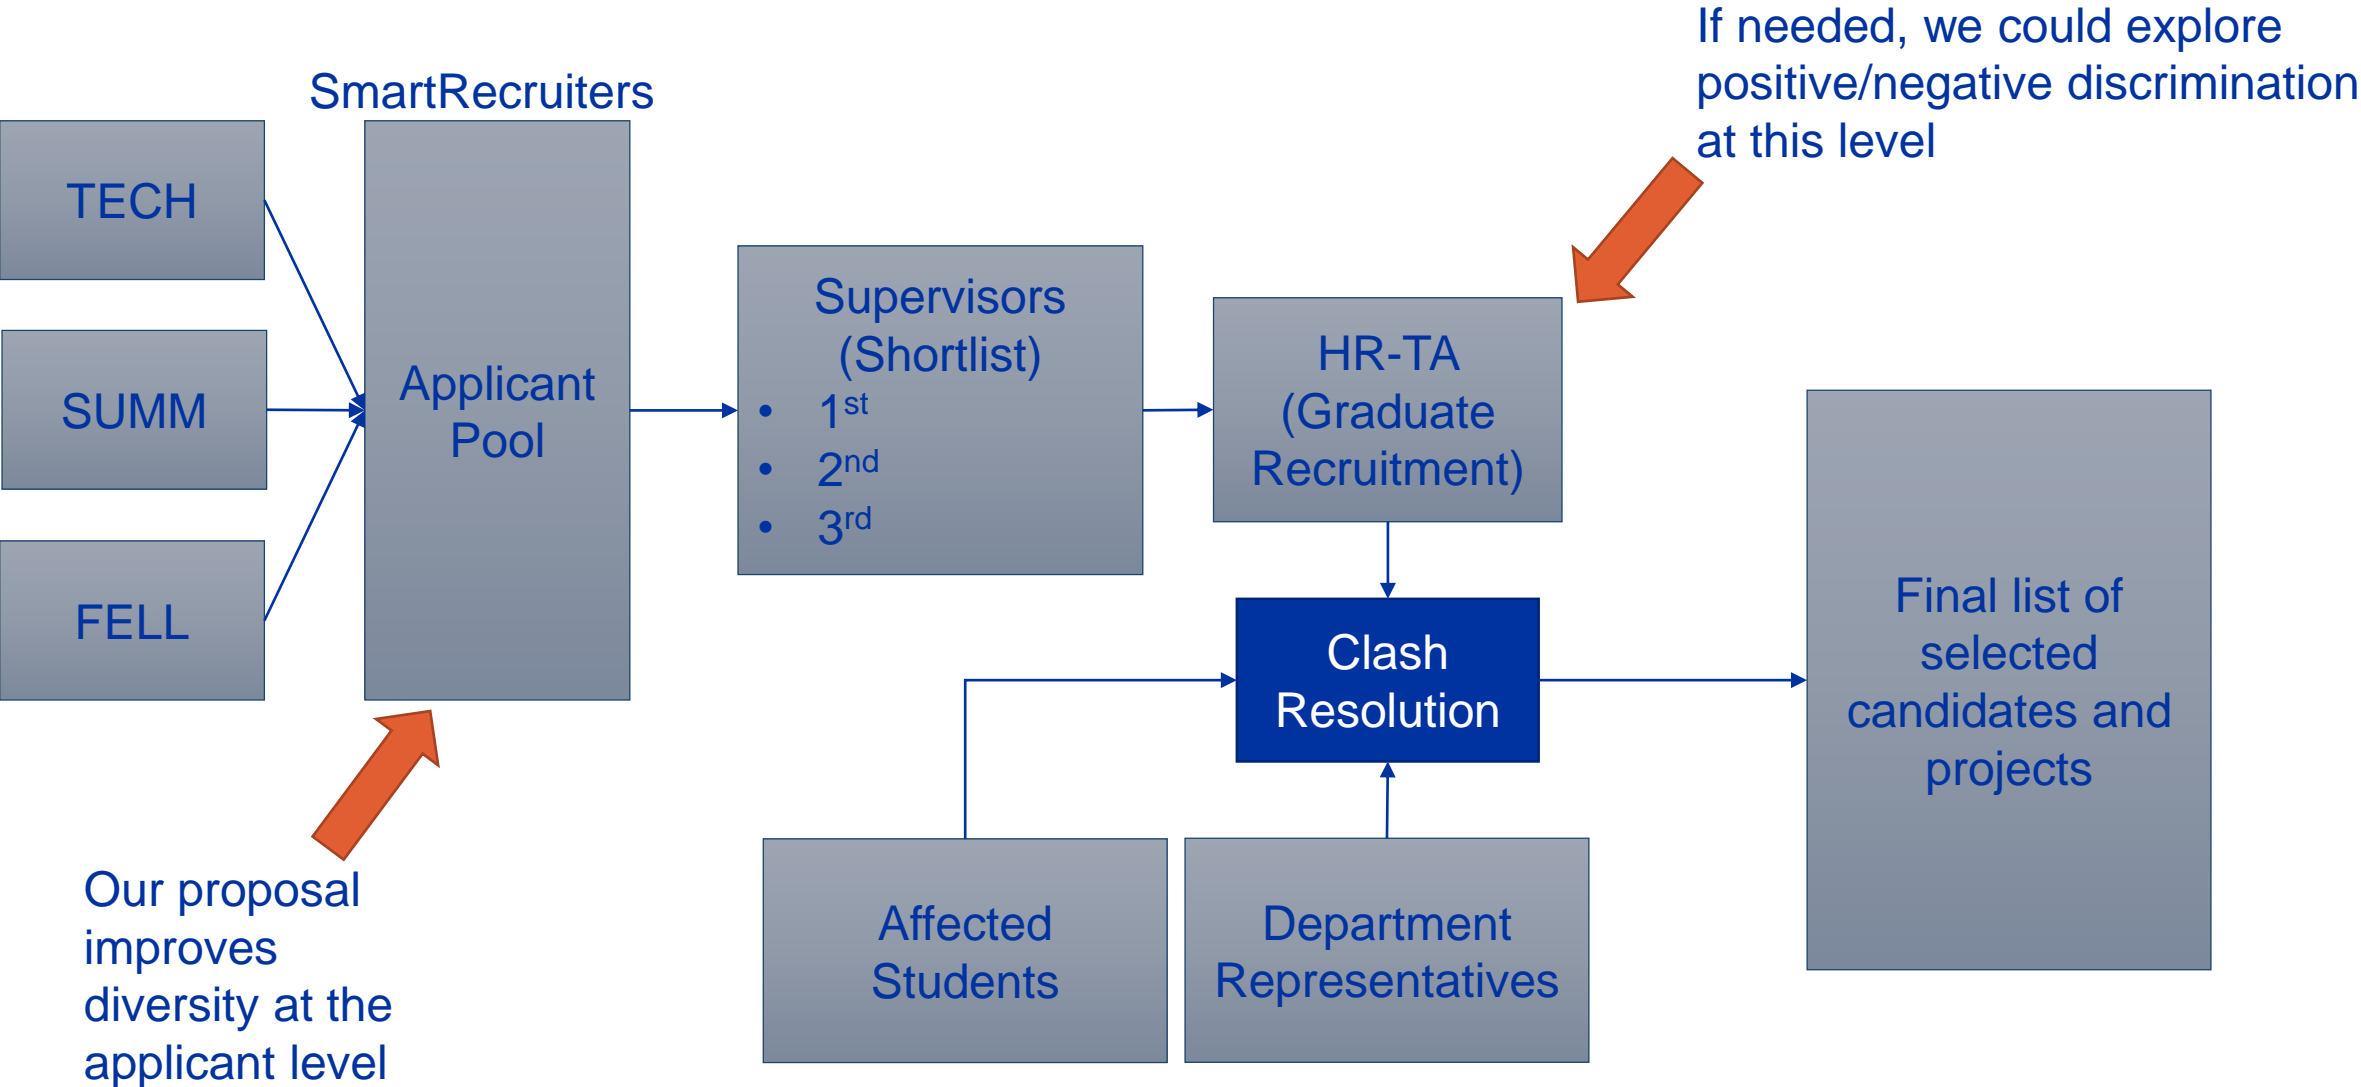 If needed, we could explore
positive/negative discrimination
at this level
SmartRecruiters
TECH
SUMM
FELL
Applicant
Pool
Supervisors
(Shortlist)
• 1st
• 2nd
• 3rd
HR-TA
(Graduate
Recruitment)
Clash
Resolution
Final list of
selected
candidates and
projects
Our proposal
improves
diversity at the
applicant level
Affected
Students
Department
Representatives